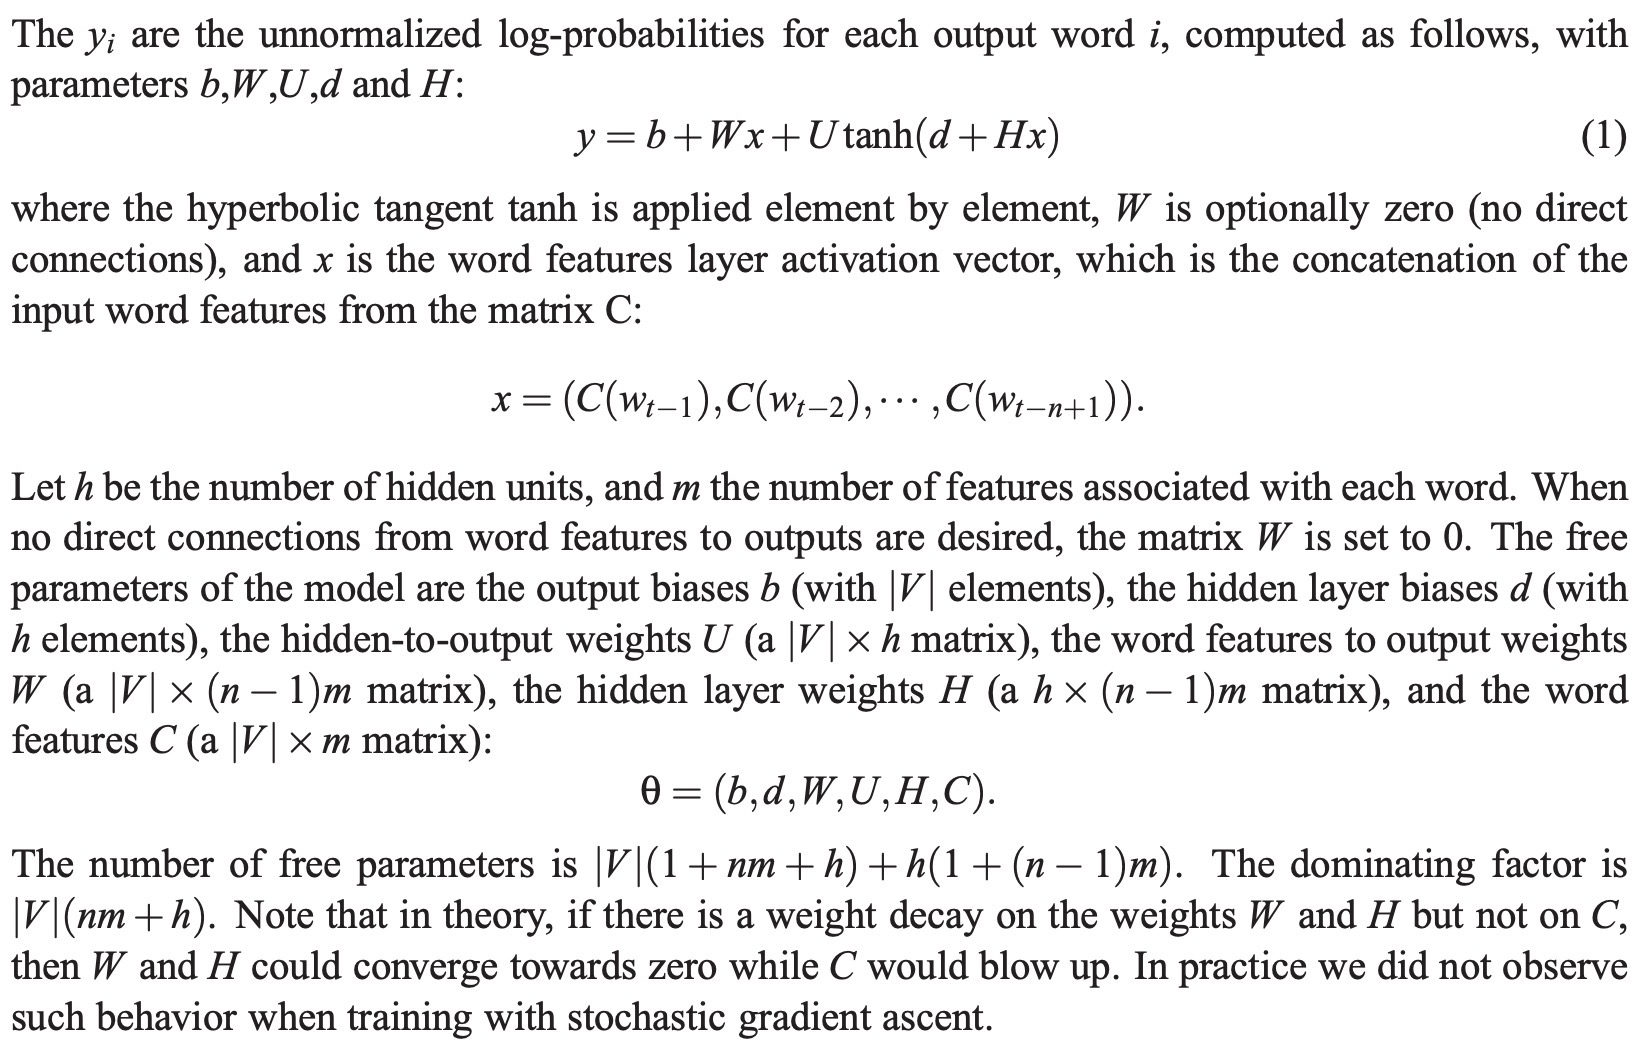 The yᵢ are the unnormalized log-probabilities for each output word i, computed as follows, with
parameters b,W,U,d and H:
y = b + Wx + U tanh(d + Hx) (1)
where the hyperbolic tangent tanh is applied element by element, W is optionally zero (no direct
connections), and x is the word features layer activation vector, which is the concatenation of the
input word features from the matrix C:
x = (C(w_{t−1}),C(w_{t−2}),··· ,C(w_{t−n+1})).
Let h be the number of hidden units, and m the number of features associated with each word. When
no direct connections from word features to outputs are desired, the matrix W is set to 0. The free
parameters of the model are the output biases b (with |V| elements), the hidden layer biases d (with
h elements), the hidden-to-output weights U (a |V| × h matrix), the word features to output weights
W (a |V| × (n − 1)m matrix), the hidden layer weights H (a h × (n − 1)m matrix), and the word
features C (a |V| × m matrix):
θ = (b,d,W,U,H,C).
The number of free parameters is |V|(1 + nm + h) + h(1 + (n − 1)m). The dominating factor is
|V|(nm + h). Note that in theory, if there is a weight decay on the weights W and H but not on C,
then W and H could converge towards zero while C would blow up. In practice we did not observe
such behavior when training with stochastic gradient ascent.